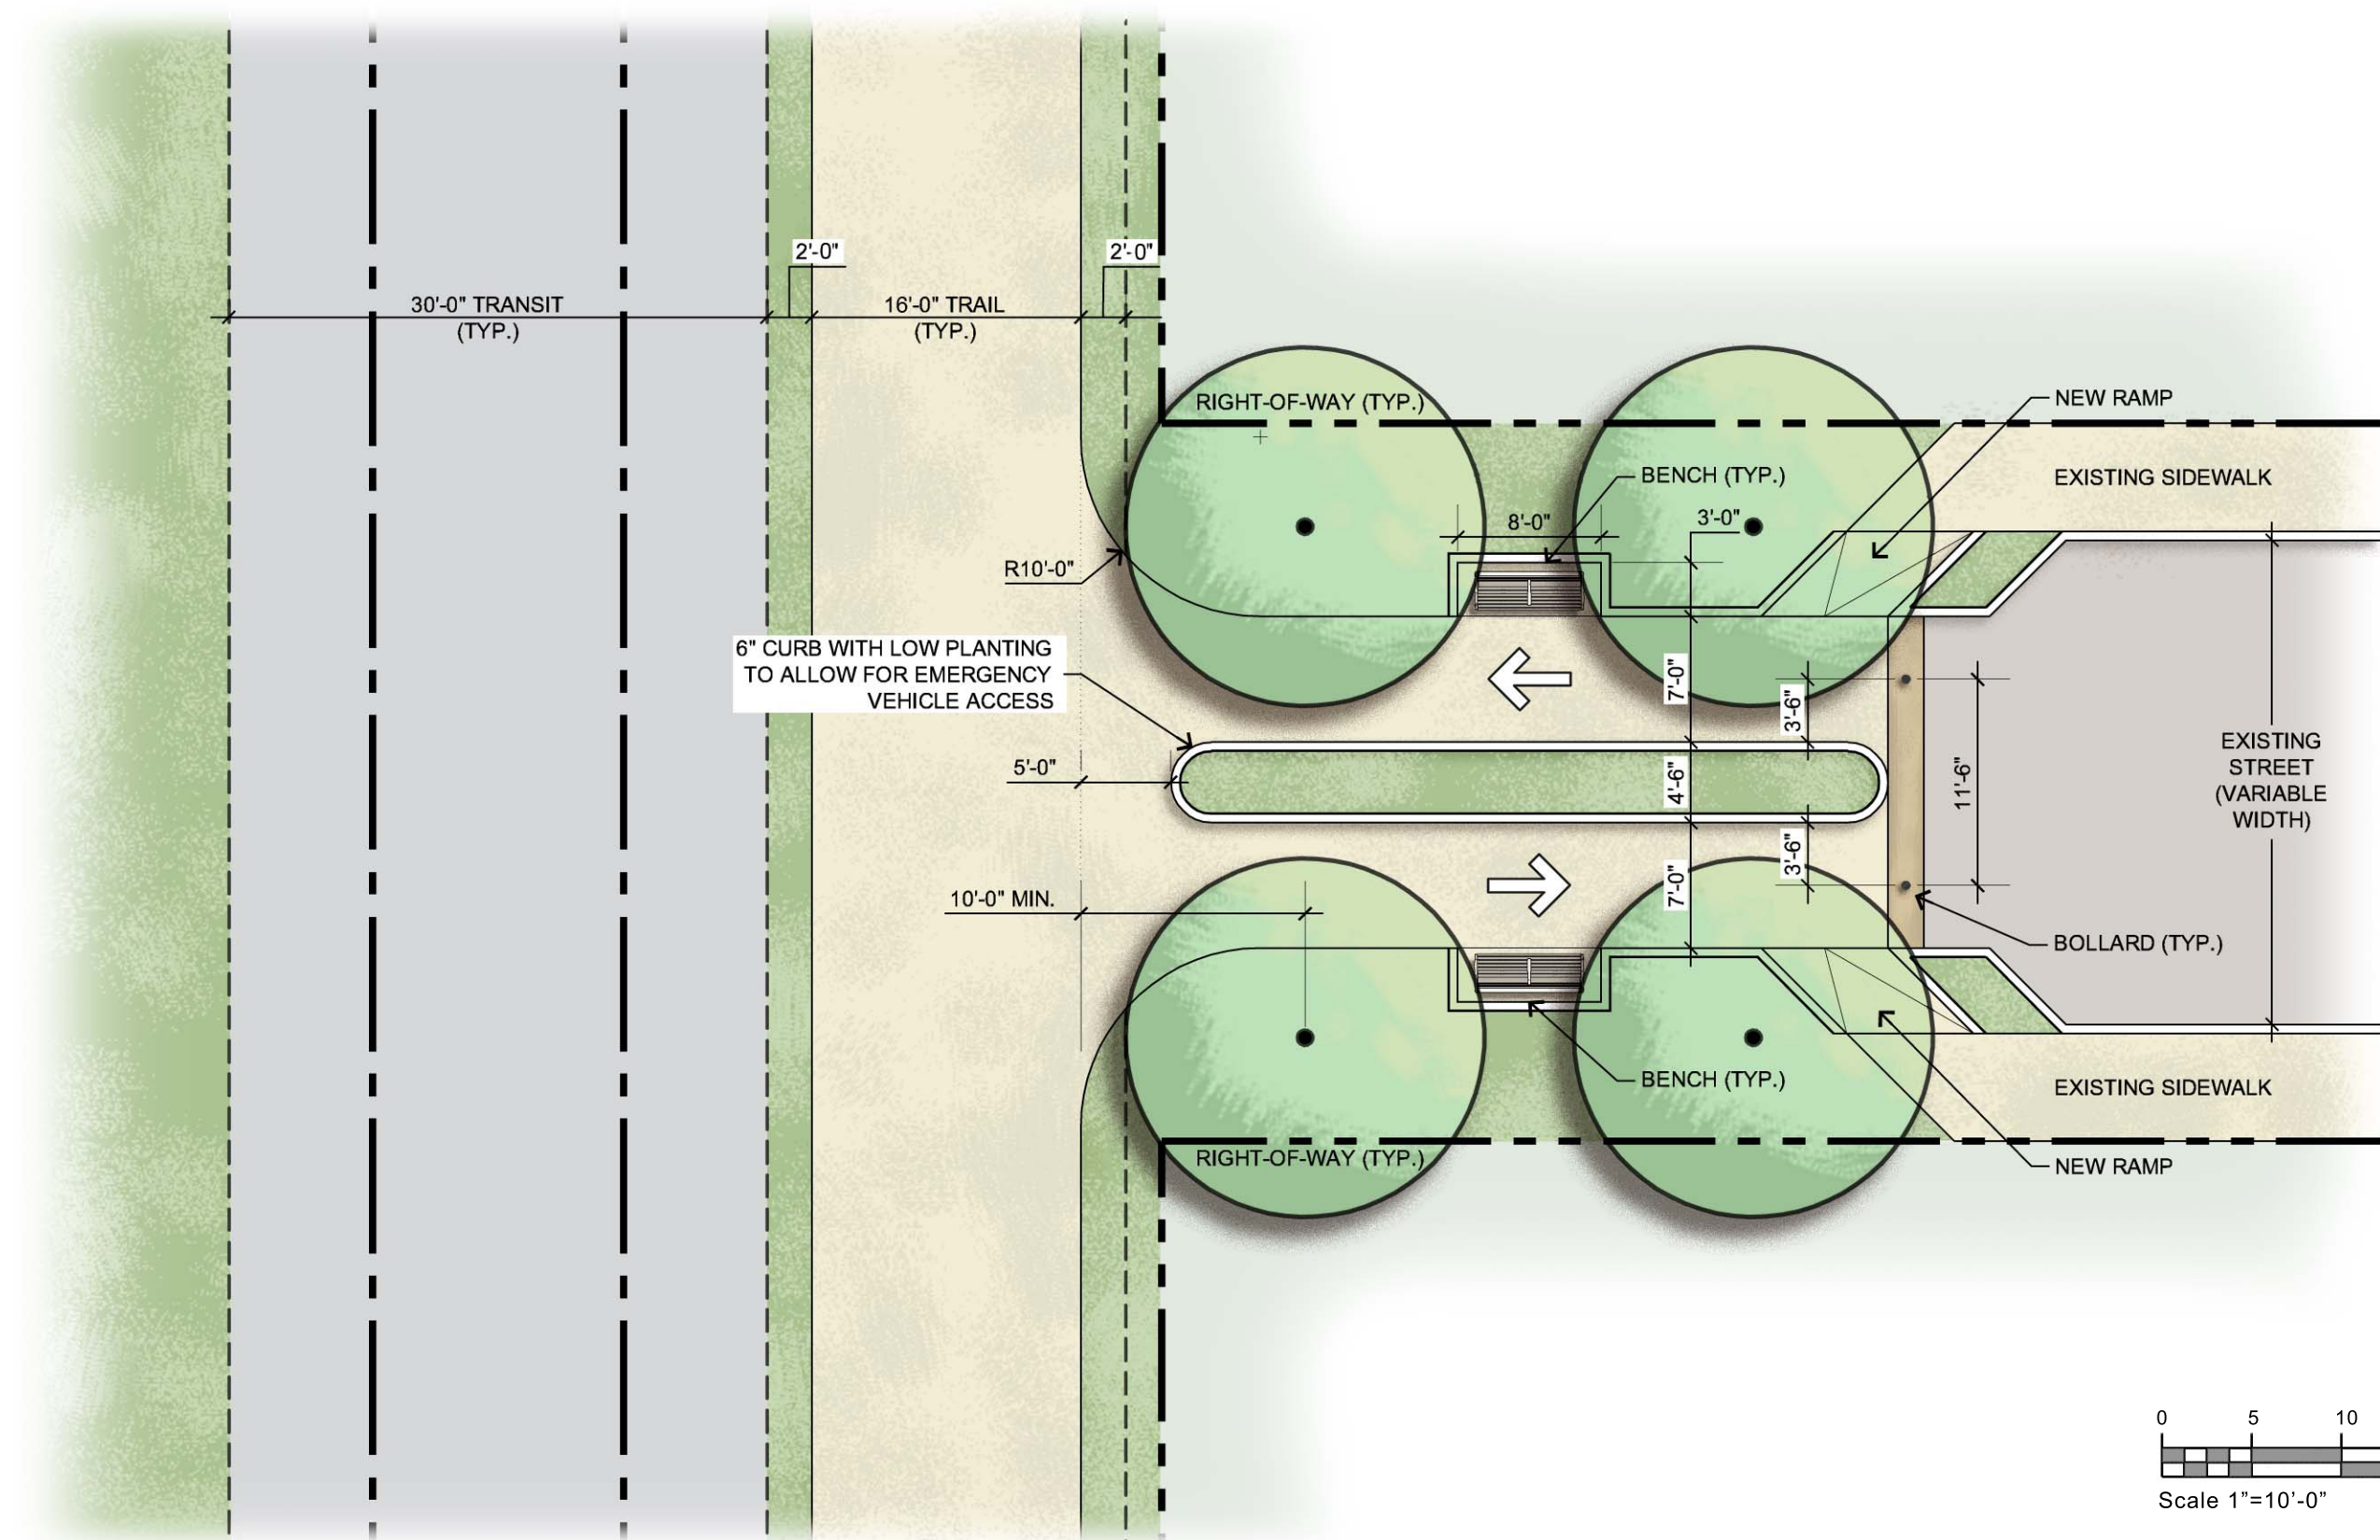 2'-0"
2'-0"
30'-0" TRANSIT
(TYP.)
16'-0" TRAIL
(TYP.)
RIGHT-OF-WAY (TYP.)
NEW RAMP
BENCH (TYP.)
EXISTING SIDEWALK
8'-0"
3'-0"
R10'-0"
6" CURB WITH LOW PLANTING
TO ALLOW FOR EMERGENCY
VEHICLE ACCESS
7'-0"
3'-6"
5'-0"
4'-6"
11'-6"
EXISTING
STREET
(VARIABLE
WIDTH)
3'-6"
7'-0"
10'-0" MIN.
BOLLARD (TYP.)
BENCH (TYP.)
EXISTING SIDEWALK
RIGHT-OF-WAY (TYP.)
NEW RAMP
0 5 10
Scale 1”=10’-0”